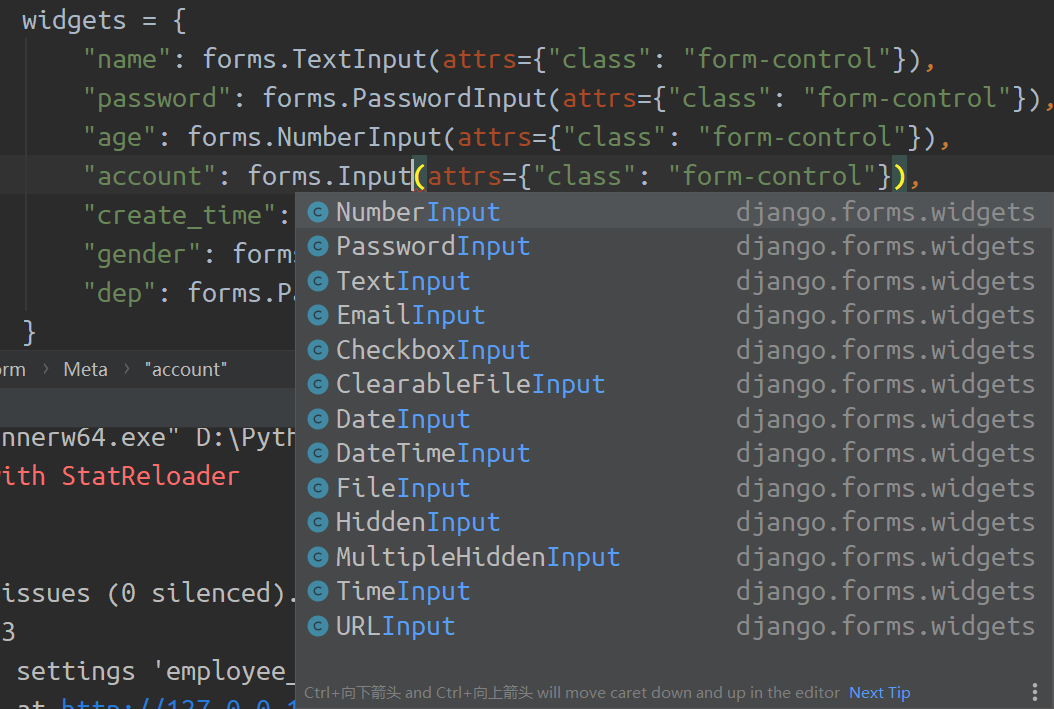 widgets = {
"name": forms.TextInput(attrs={"class": "form-control"}),
"password": forms.PasswordInput(attrs={"class": "form-control"}),
"age": forms.NumberInput(attrs={"class": "form-control"}),
"account": forms.Input(attrs={"class": "form-control"}),
"create_time":
"gender": forms
"dep": forms.Pa
}
NumberInput django.forms.widgets
PasswordInput django.forms.widgets
TextInput django.forms.widgets
EmailInput django.forms.widgets
CheckboxInput django.forms.widgets
ClearableFileInput django.forms.widgets
DateInput django.forms.widgets
DateTimeInput django.forms.widgets
FileInput django.forms.widgets
HiddenInput django.forms.widgets
MultipleHiddenInput django.forms.widgets
TimeInput django.forms.widgets
URLInput django.forms.widgets
Ctrl+向下箭头 and Ctrl+向上箭头 will move caret down and up in the editor Next Tip
orm › Meta › "account"
nnerw64.exe" D:\Pyth
ith StatReloader
issues (0 silenced).
3
settings 'employee_
at http://127.0.0.1